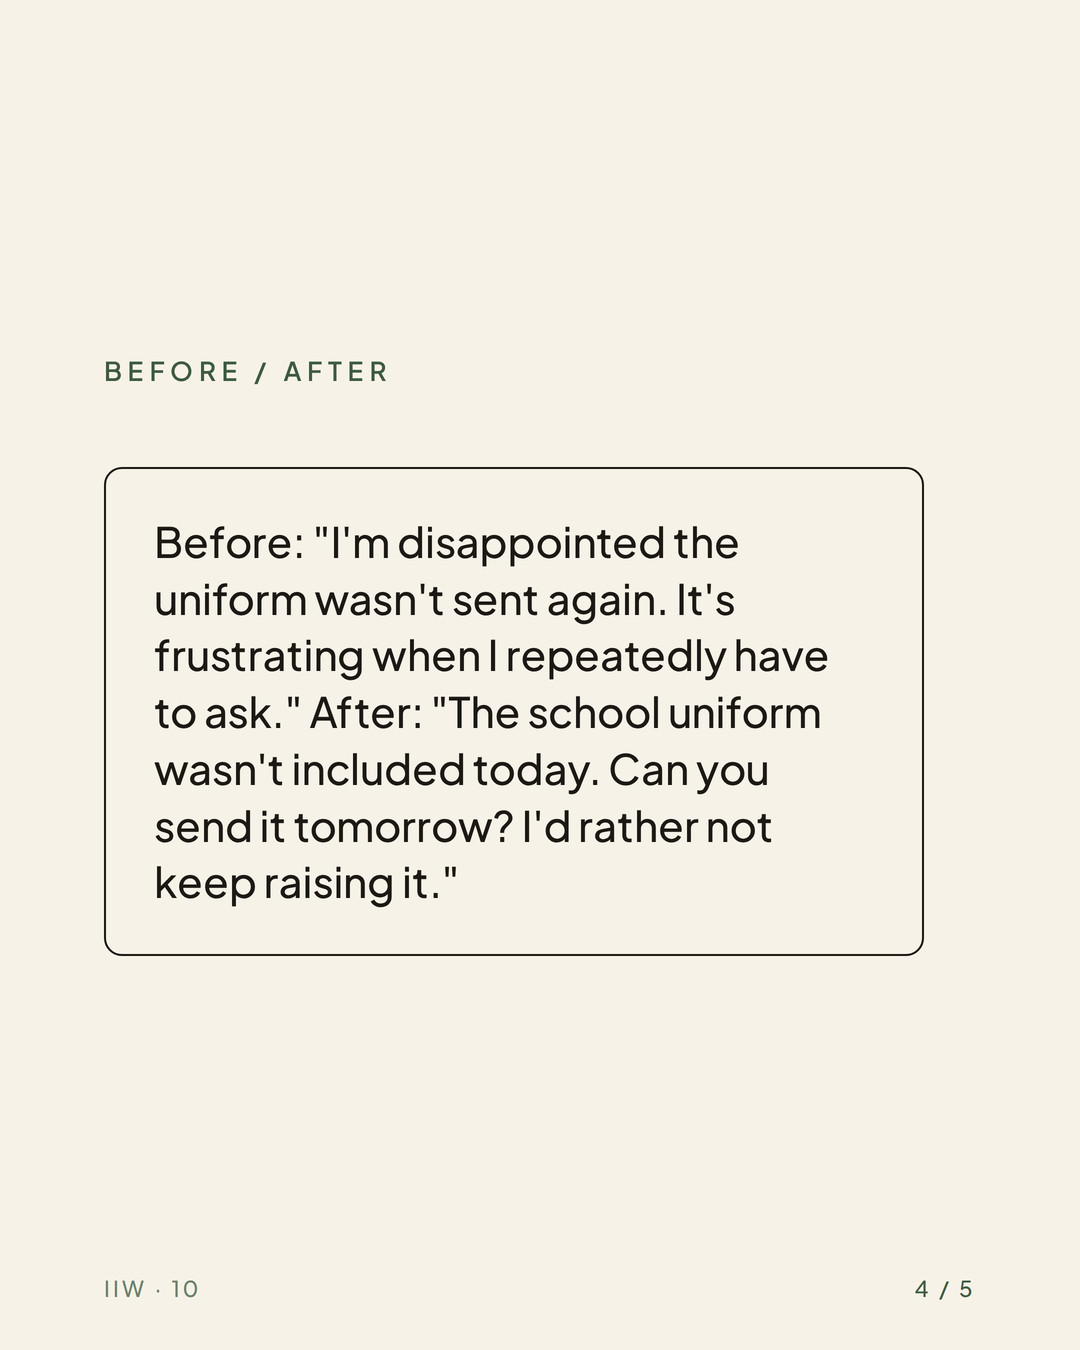 BEFORE / AFTER
Before: "I'm disappointed the
uniform wasn't sent again. It's
frustrating when I repeatedly have
to ask." After: "The school uniform
wasn't included today. Can you
send it tomorrow? I'd rather not
keep raising it."
IIW · 10
4 / 5